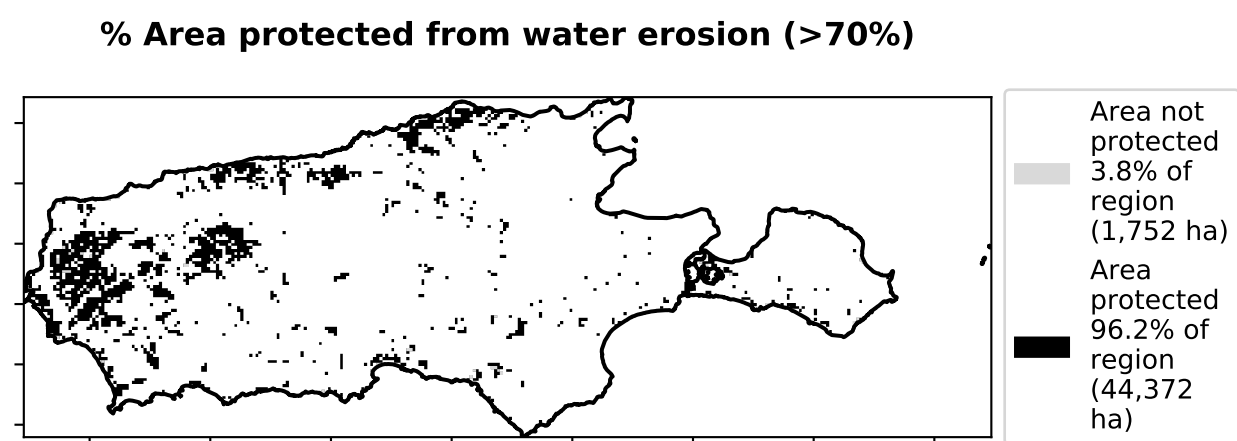 % Area protected from water erosion (>70%)
Area not
protected
3.8% of
region
(1,752 ha)
Area
protected
96.2% of
region
(44,372
ha)